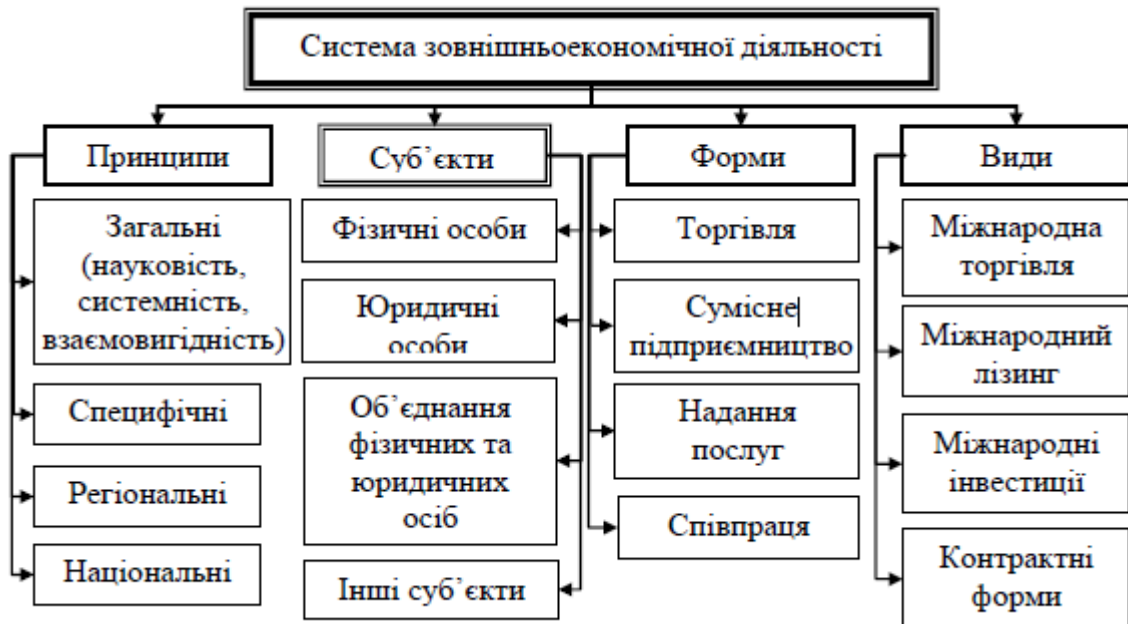 Система зовнішньоекономічної діяльності
Принципи
Загальні
(науковість,
системність,
взаємовигідність)
Специфічні
Регіональні
Національні
Суб’єкти
Фізичні особи
Юридичні
особи
Об’єднання
фізичних та
юридичних
осіб
Інші суб’єкти
Форми
Торгівля
Сумісне
підприємництво
Надання
послуг
Співпраця
Види
Міжнародна
торгівля
Міжнародний
лізинг
Міжнародні
інвестиції
Контрактні
форми